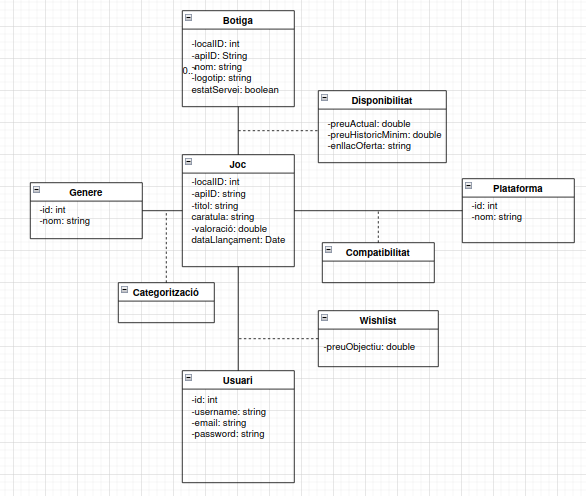 Botiga
-localID: int
-apiID: String
-nom: string
-logotip: string
estatServei: boolean
Disponibilitat
-preuActual: double
-preuHistoricMinim: double
-enllacOferta: string
Joc
-localID: int
-apiID: string
-titol: string
caratula: string
-valoració: double
dataLlançament: Date
Genere
-id: int
-nom: string
Plataforma
-id: int
-nom: string
Compatibilitat
Categorització
Wishlist
-preuObjectiu: double
Usuari
-id: int
-username: string
-email: string
-password: string